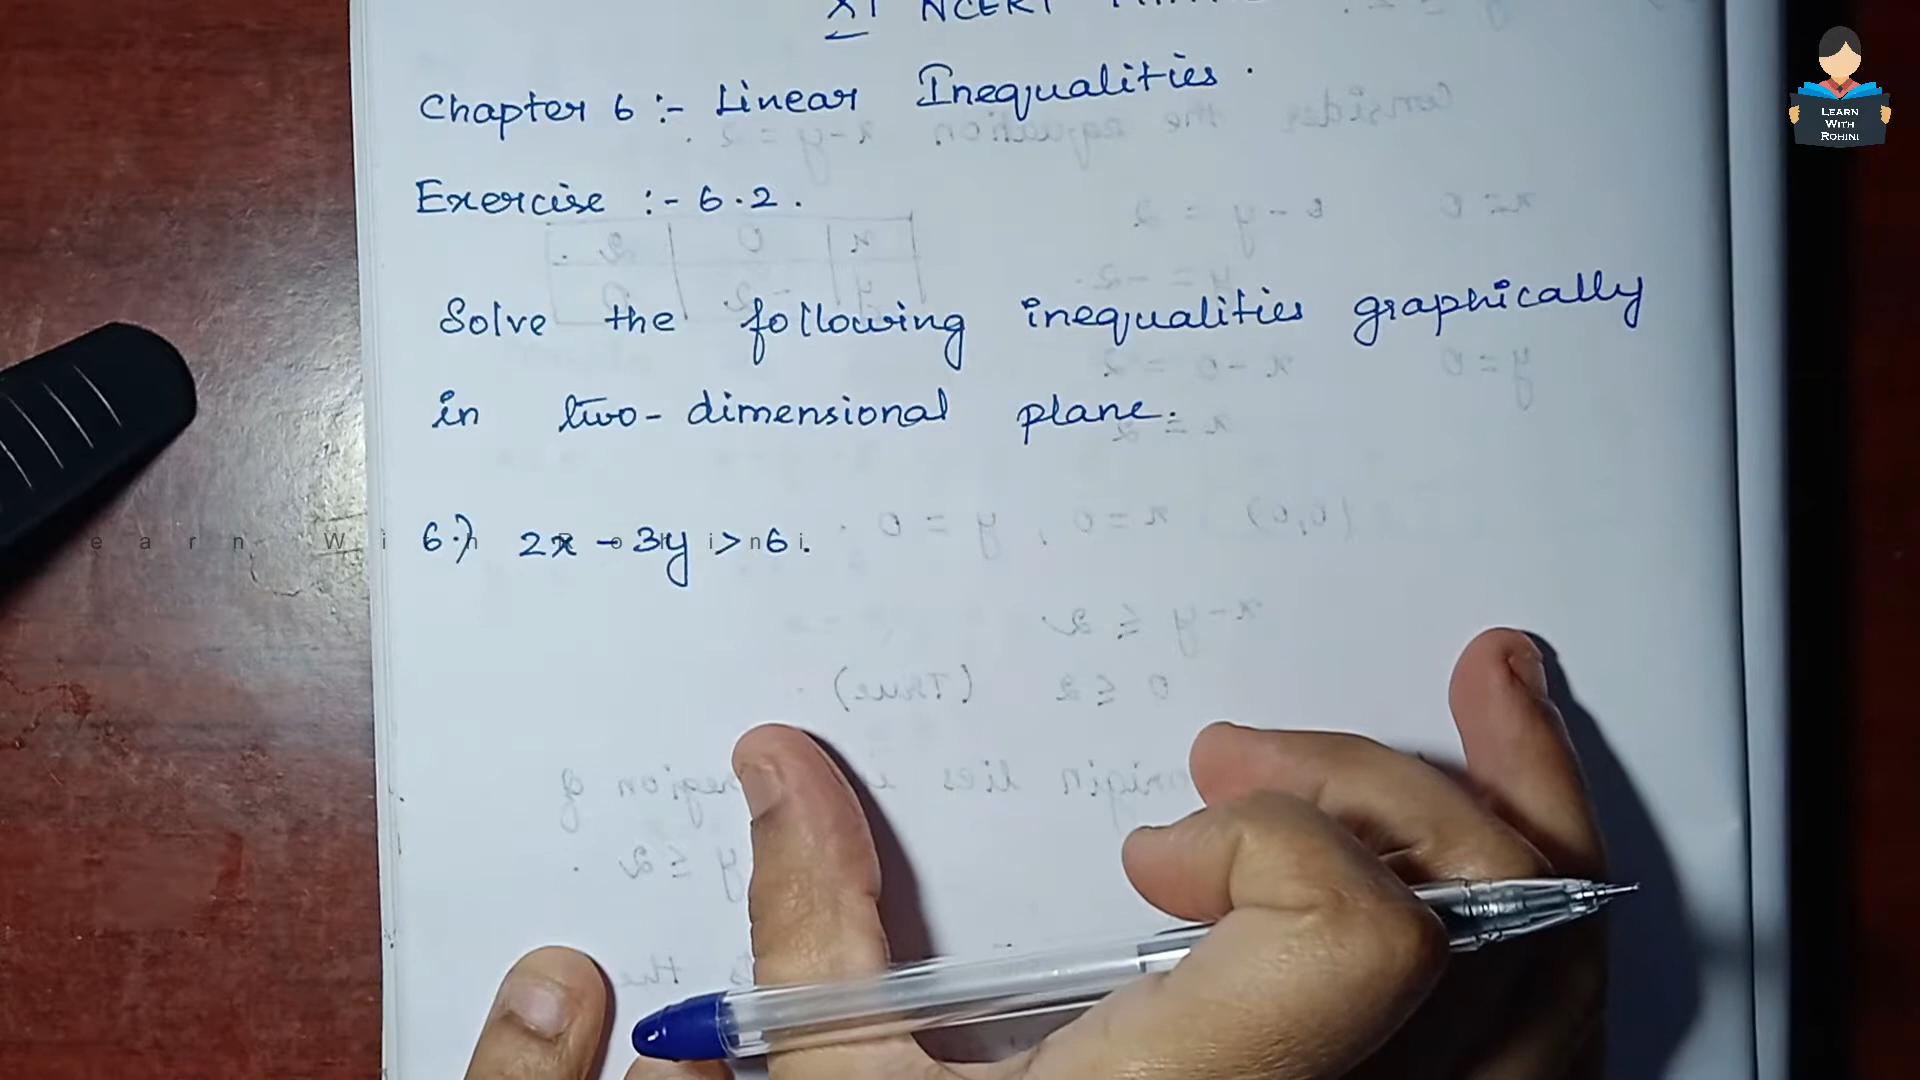 XI NCERT
Chapter 6 :- Linear Inequalities.
Exercise :- 6.2.
Solve the following inequalities graphically
in two-dimensional plane.
6.) 2x - 3y > 6.
LEARN
WITH
ROHINI